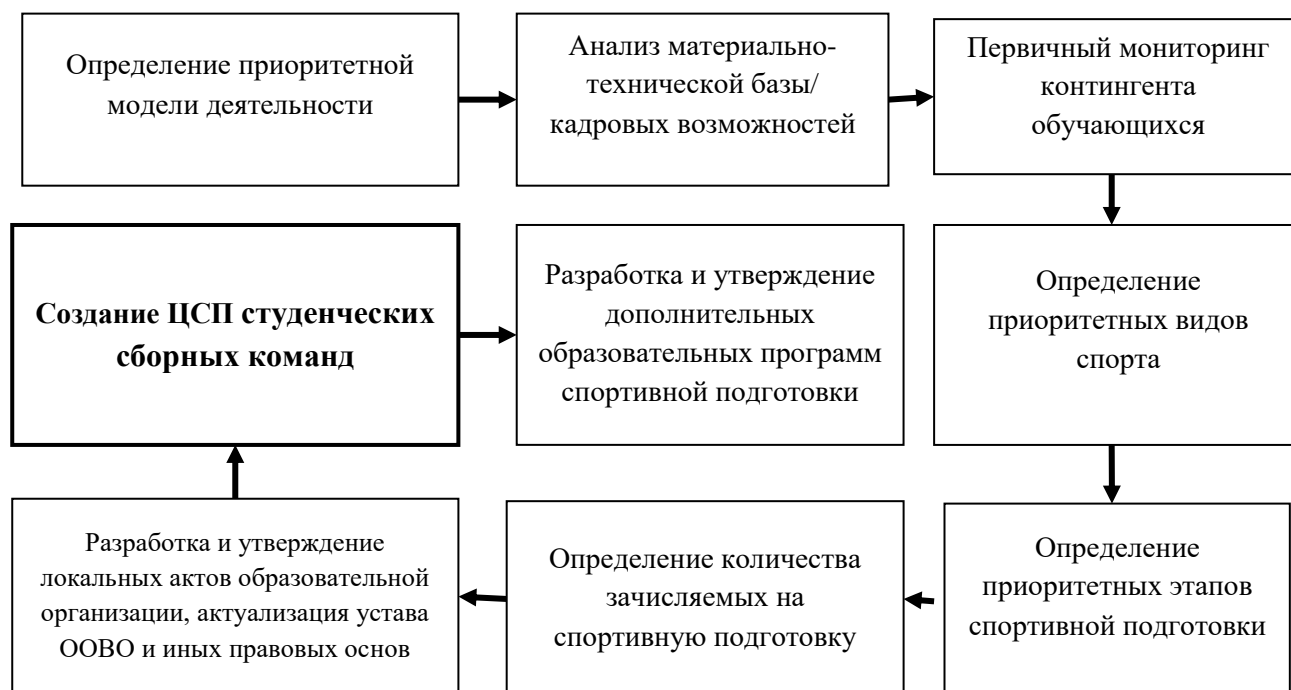 Определение приоритетной
модели деятельности
Анализ материально-
технической базы/
кадровых возможностей
Первичный мониторинг
контингента
обучающихся
Создание ЦСП студенческих
сборных команд
Разработка и утверждение
дополнительных
образовательных программ
спортивной подготовки
Определение
приоритетных видов
спорта
Разработка и утверждение
локальных актов образовательной
организации, актуализация устава
ООВО и иных правовых основ
Определение количества
зачисляемых на
спортивную подготовку
Определение
приоритетных этапов
спортивной подготовки